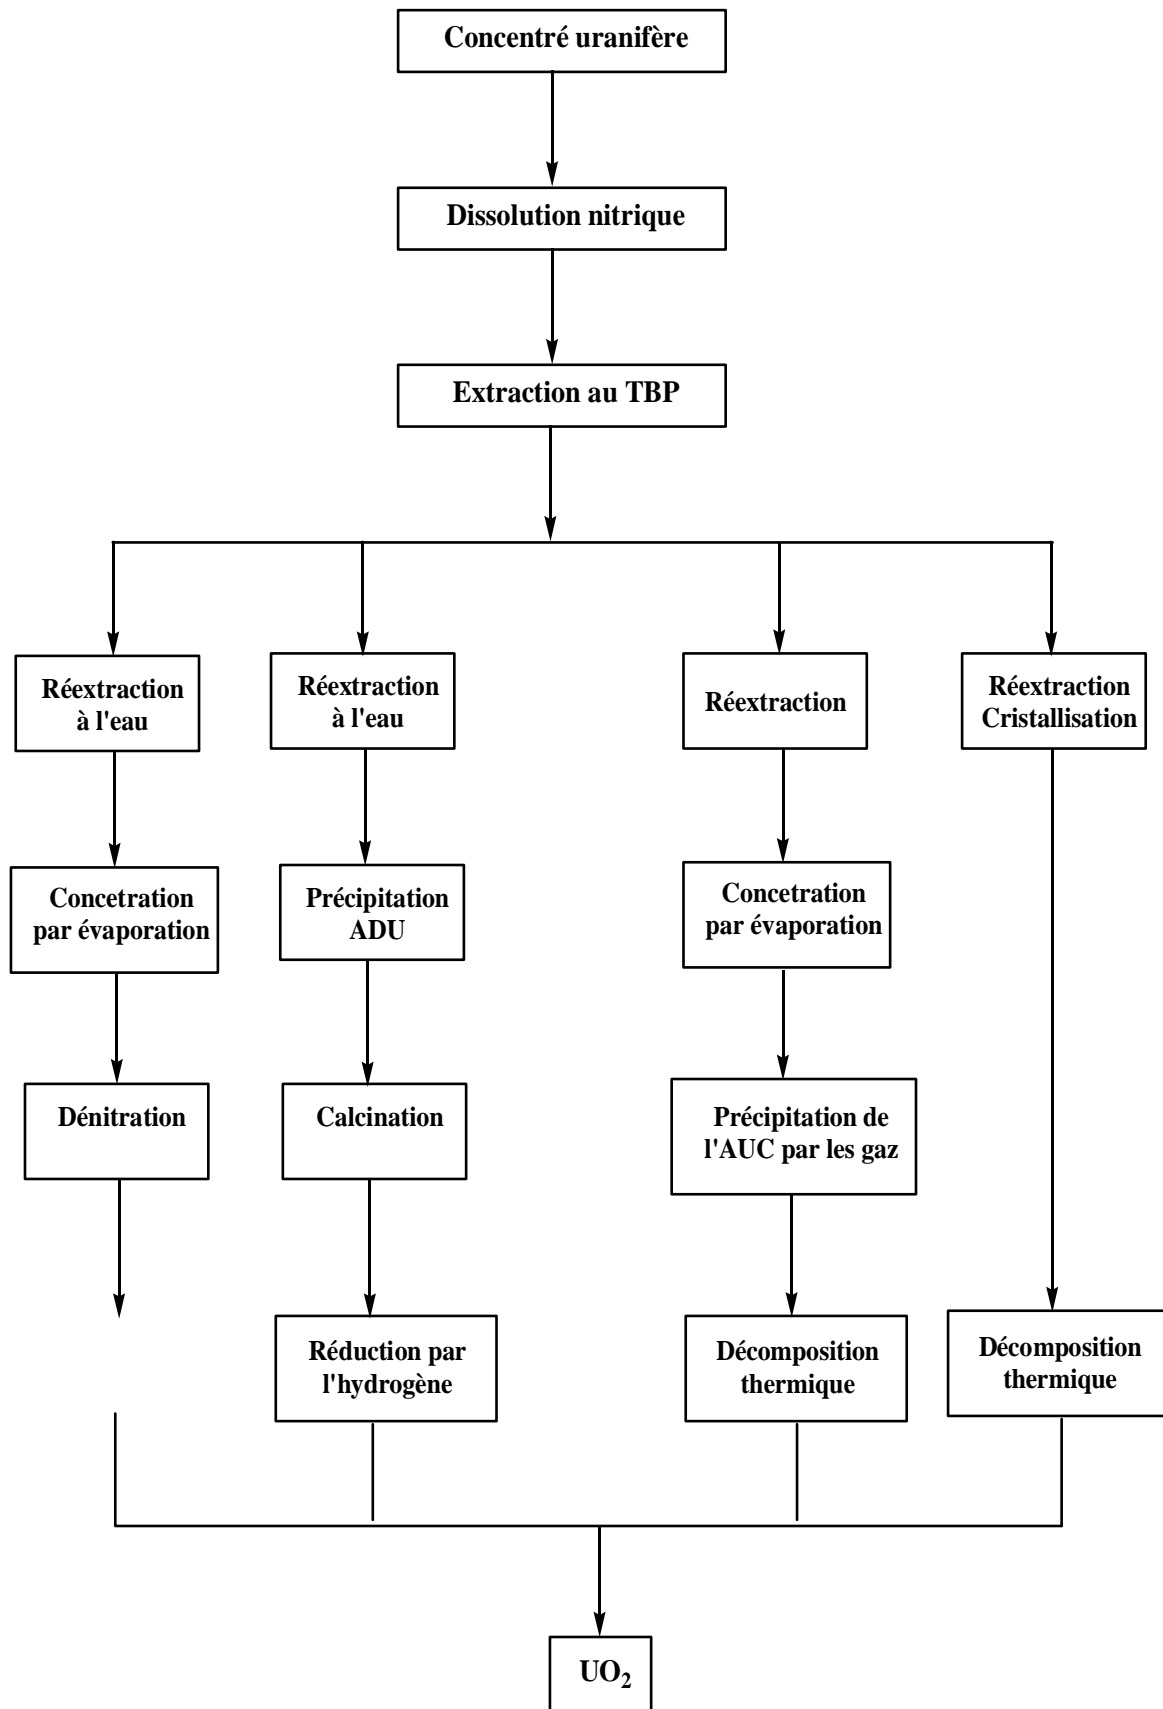 Concentré uranifère
Dissolution nitrique
Extraction au TBP
Réextraction
à l'eau
Réextraction
à l'eau
Réextraction
Réextraction
Cristallisation
Concetration
par évaporation
Précipitation
ADU
Concetration
par évaporation
Dénitration
Calcination
Précipitation de
l'AUC par les gaz
Réduction par
l'hydrogène
Décomposition
thermique
Décomposition
thermique
UO₂